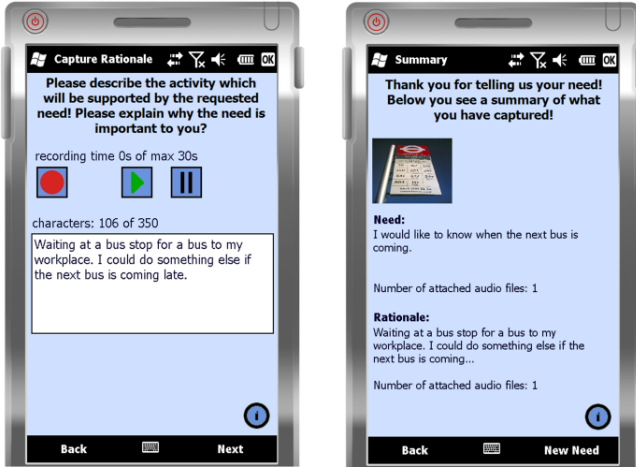 Capture Rationale
OK
Please describe the activity which
will be supported by the requested
need! Please explain why the need is
important to you?
recording time 0s of max 30s
characters: 106 of 350
Waiting at a bus stop for a bus to my
workplace. I could do something else if
the next bus is coming late.
i
Back
Next
Summary
OK
Thank you for telling us your need!
Below you see a summary of what
you have captured!
Need:
I would like to know when the next bus is
coming.
Number of attached audio files: 1
Rationale:
Waiting at a bus stop for a bus to my
workplace. I could do something else if the
next bus is coming...
Number of attached audio files: 1
i
Back
New Need